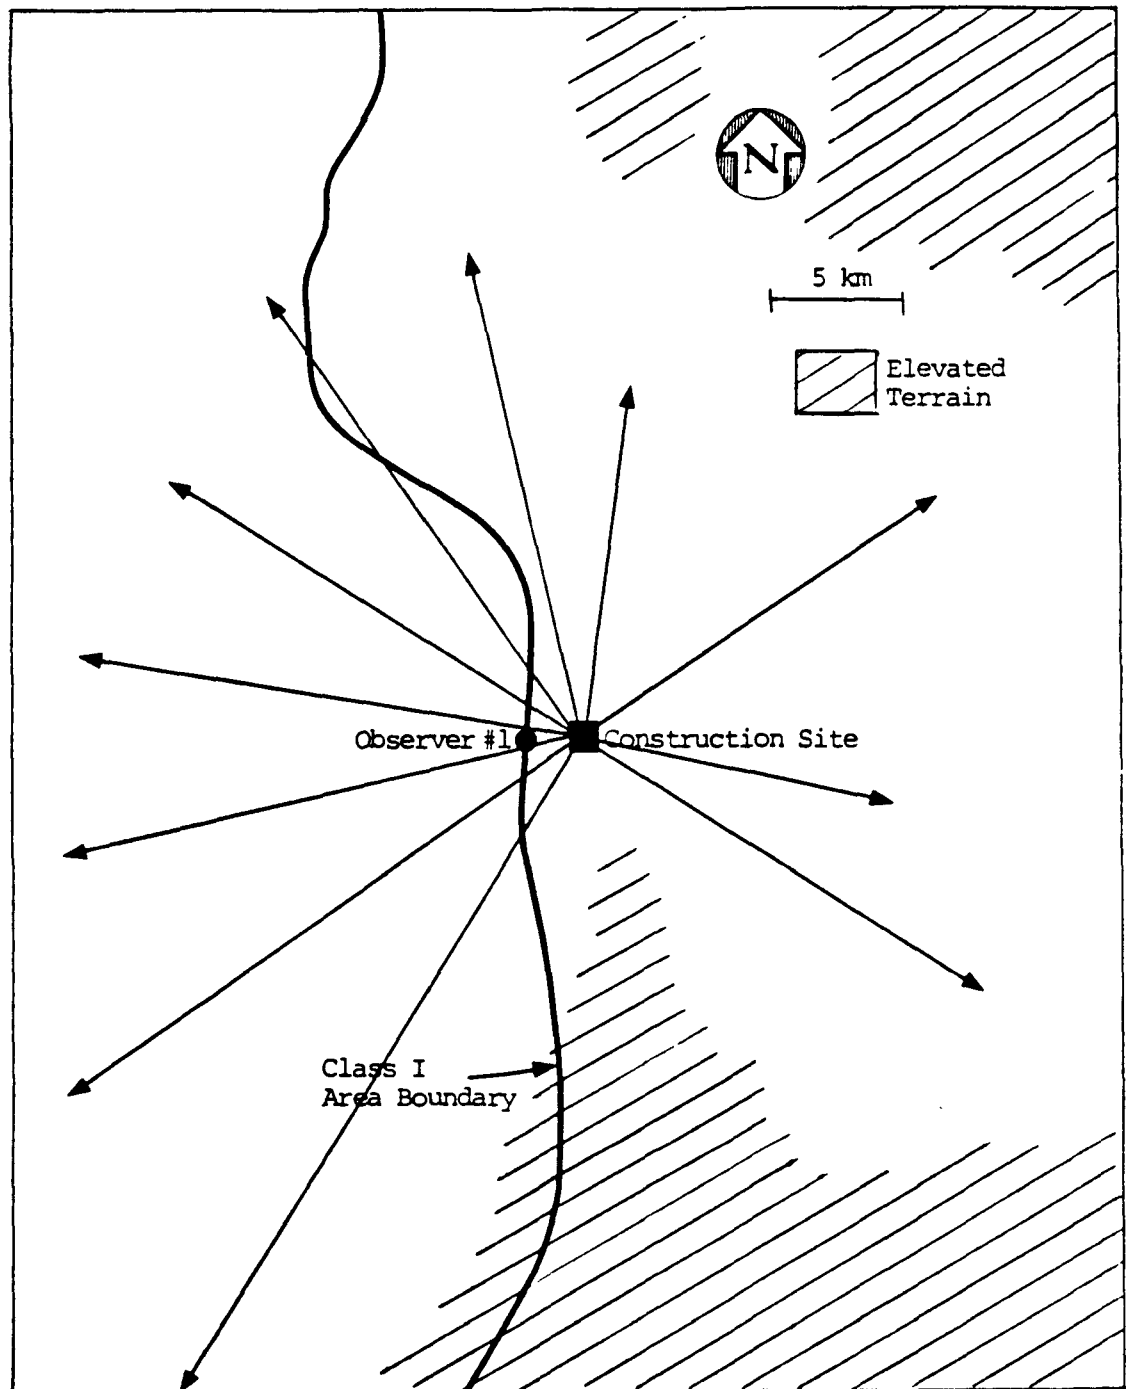 N
5 km
Elevated
Terrain
Observer #1
Construction Site
Class I
Area Boundary